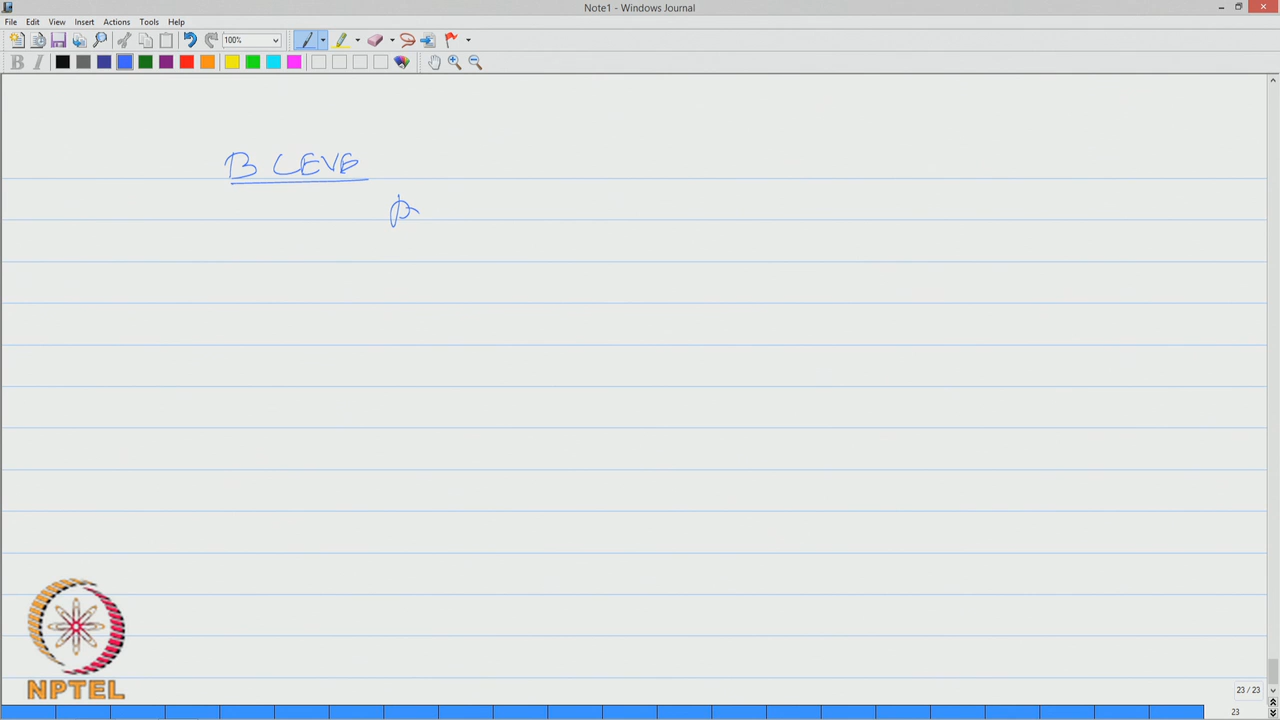 Note1 - Windows Journal
File Edit View Insert Actions Tools Help
100%
B I
B LEVE
23 / 23
NPTEL
23